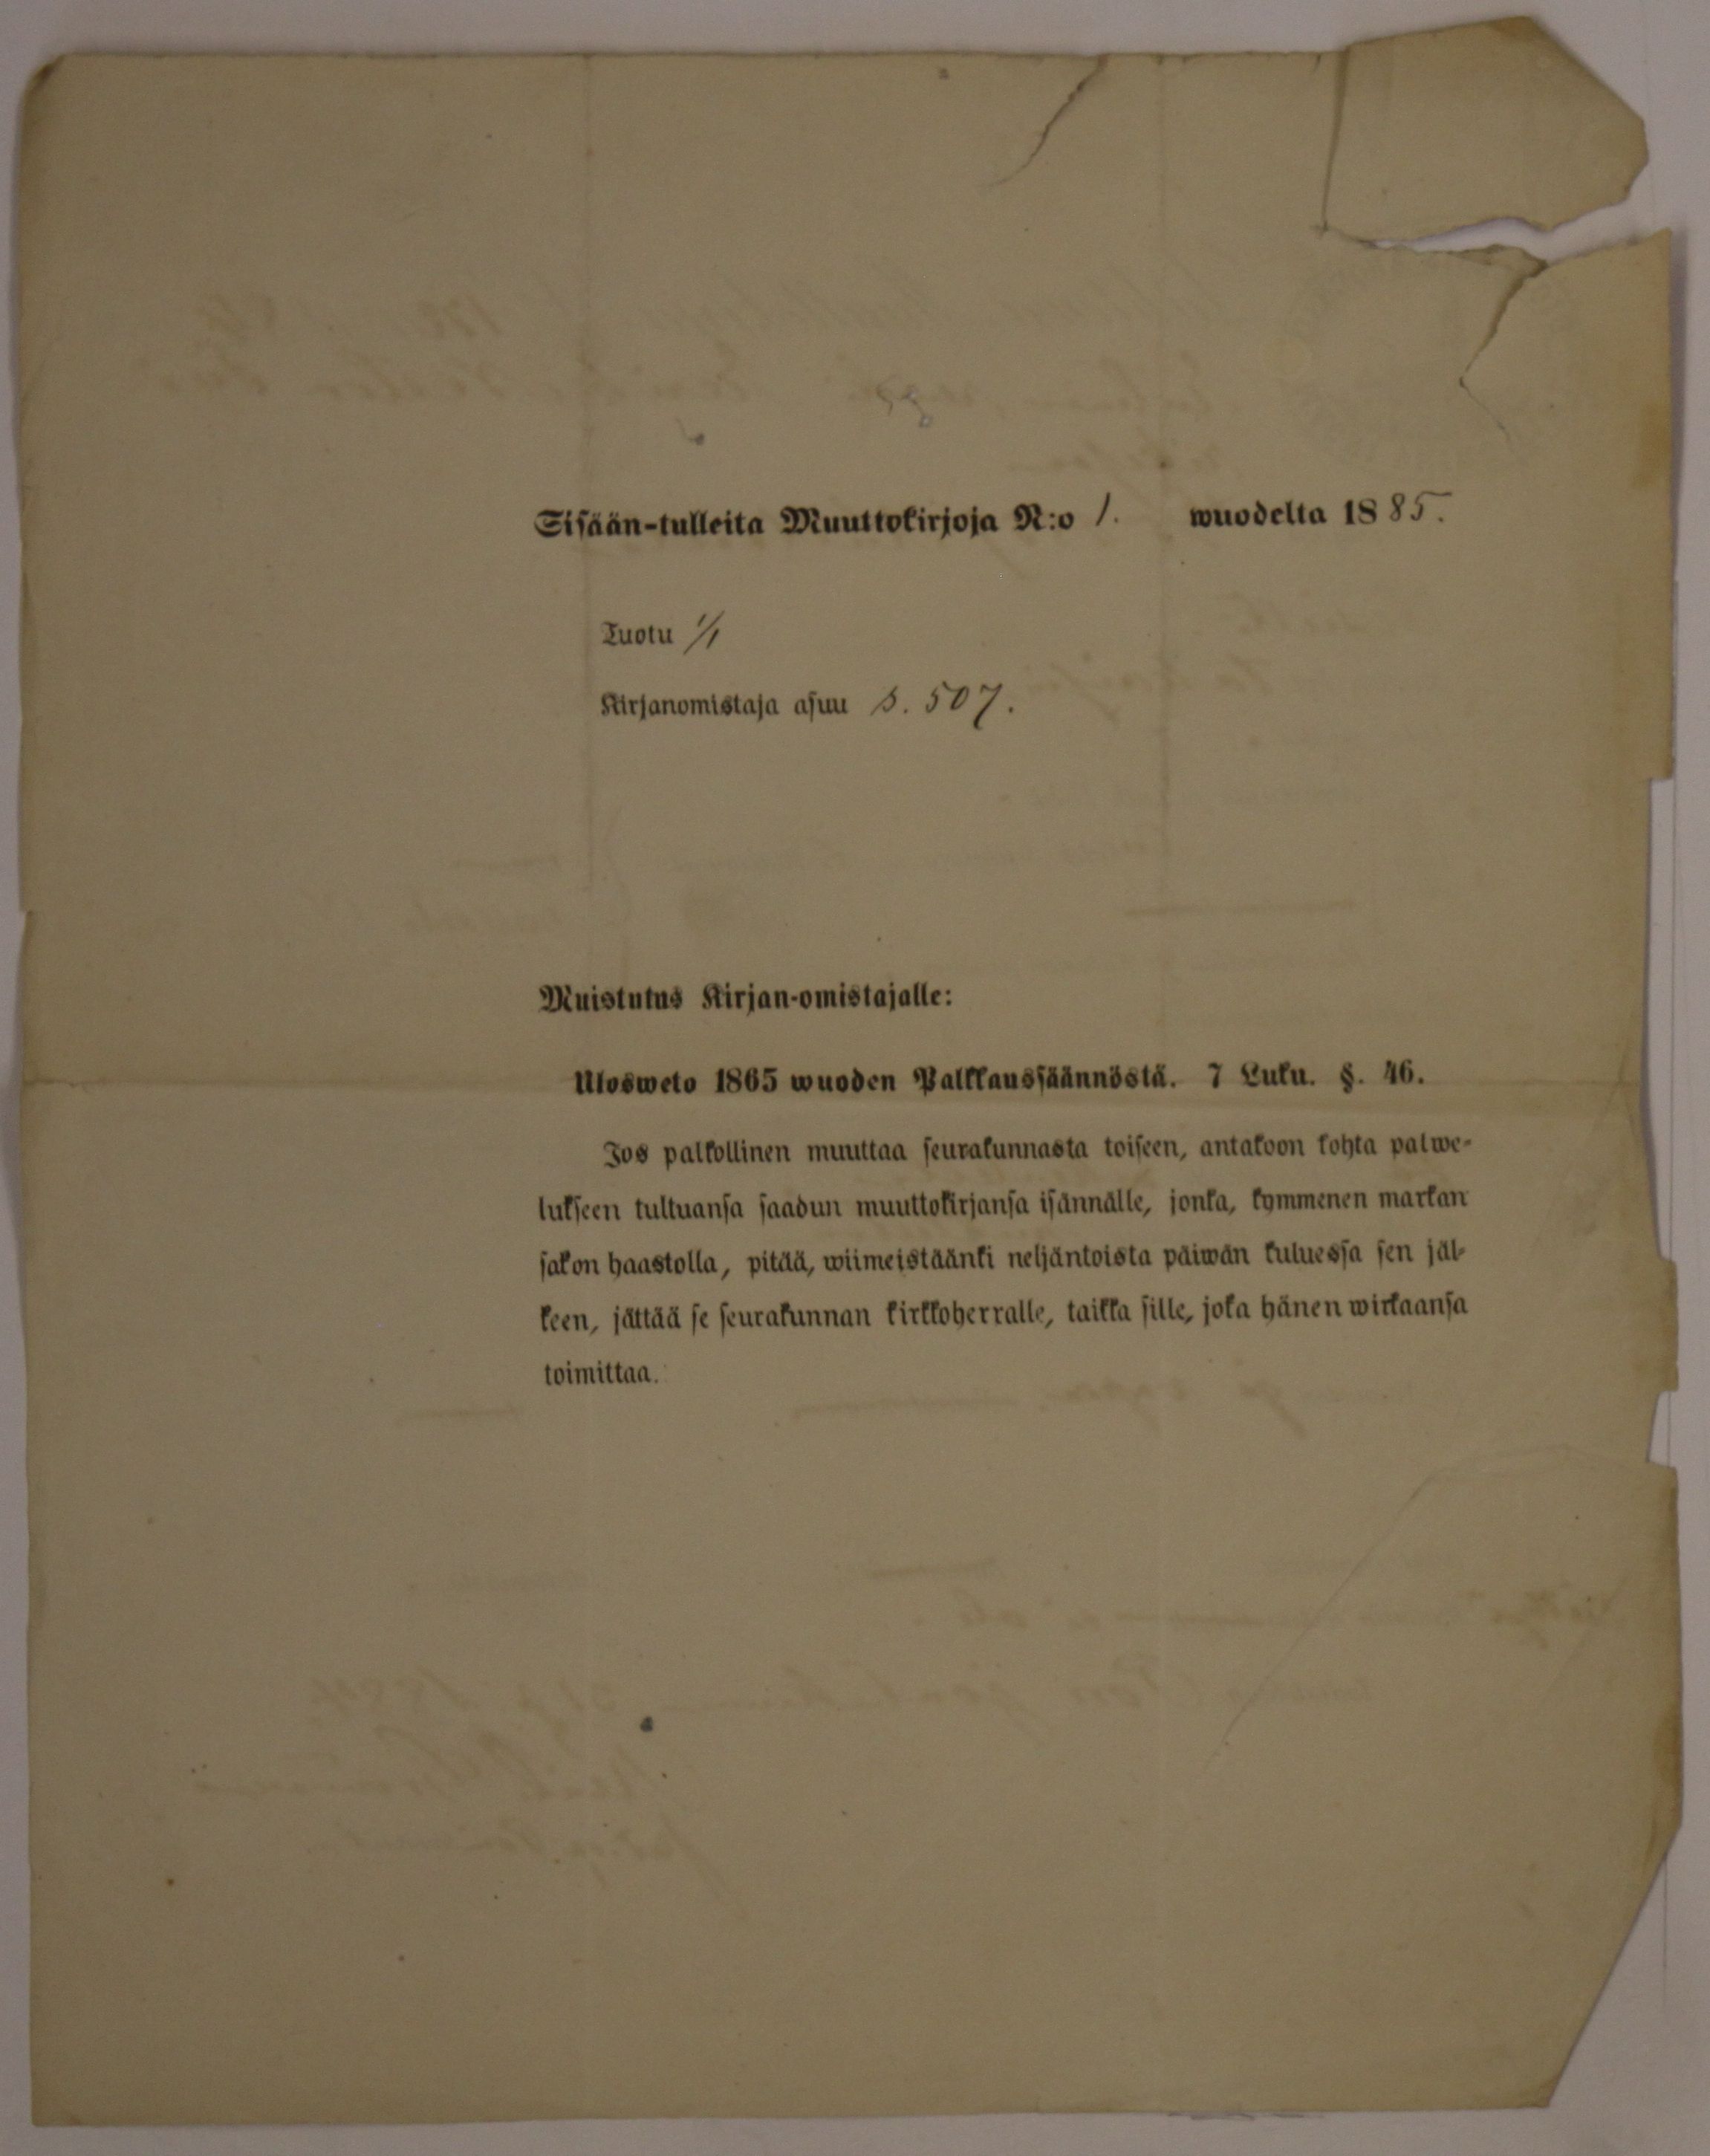 Sisään-tulleita Muuttokirjoja N:o 1. wuodelta 1885.
Tuotu 1/1
Kirjanomistaja asuu s. 507.
Muistutus Kirjan-omistajalle:
Ulosweto 1865 wuoden Palkkaussäännöstä. 7 Luku. §. 46.
Jos palkollinen muuttaa seurakunnasta toiseen, antakoon kohta palwe-
lukseen tultuansa saadun muuttokirjansa isännälle, jonka, kymmenen markan
sakon haastolla, pitää, wiimeistäänki neljäntoista päiwän kuluessa sen jäl-
keen, jättää se seurakunnan kirkkoherralle, taikka sille, joka hänen wirkaansa
toimittaa.